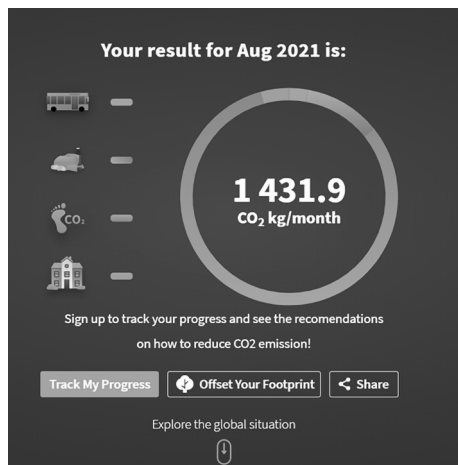 Your result for Aug 2021 is:
CO₂
1 431.9
CO₂ kg/month
Sign up to track your progress and see the recomendations
on how to reduce CO2 emission!
Track My Progress
Offset Your Footprint
Share
Explore the global situation